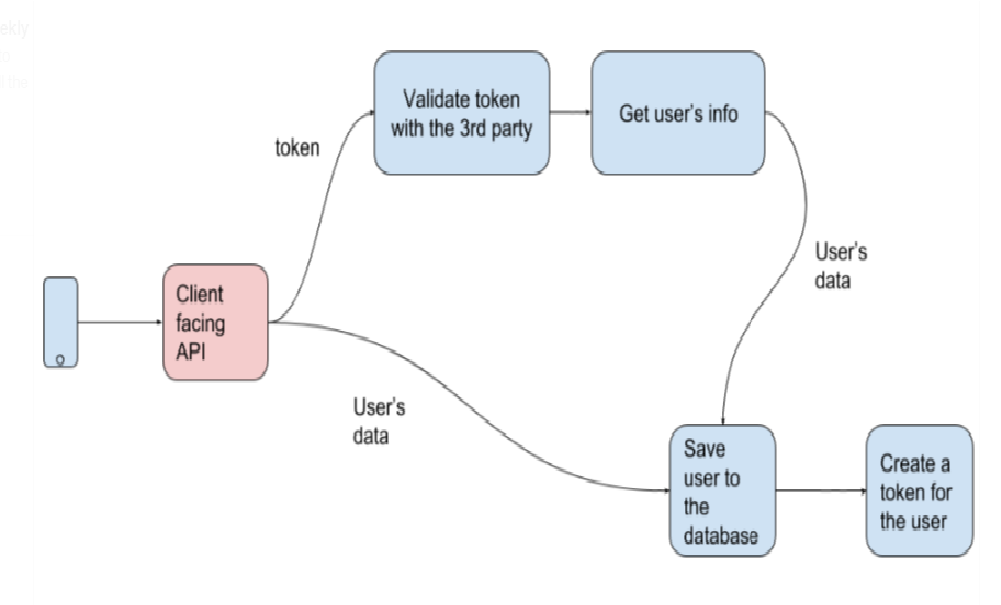 ekly
Validate token
with the 3rd party
Get user's info
token
User's
data
Client
facing
API
User's
data
Save
user to
the
database
Create a
token for
the user